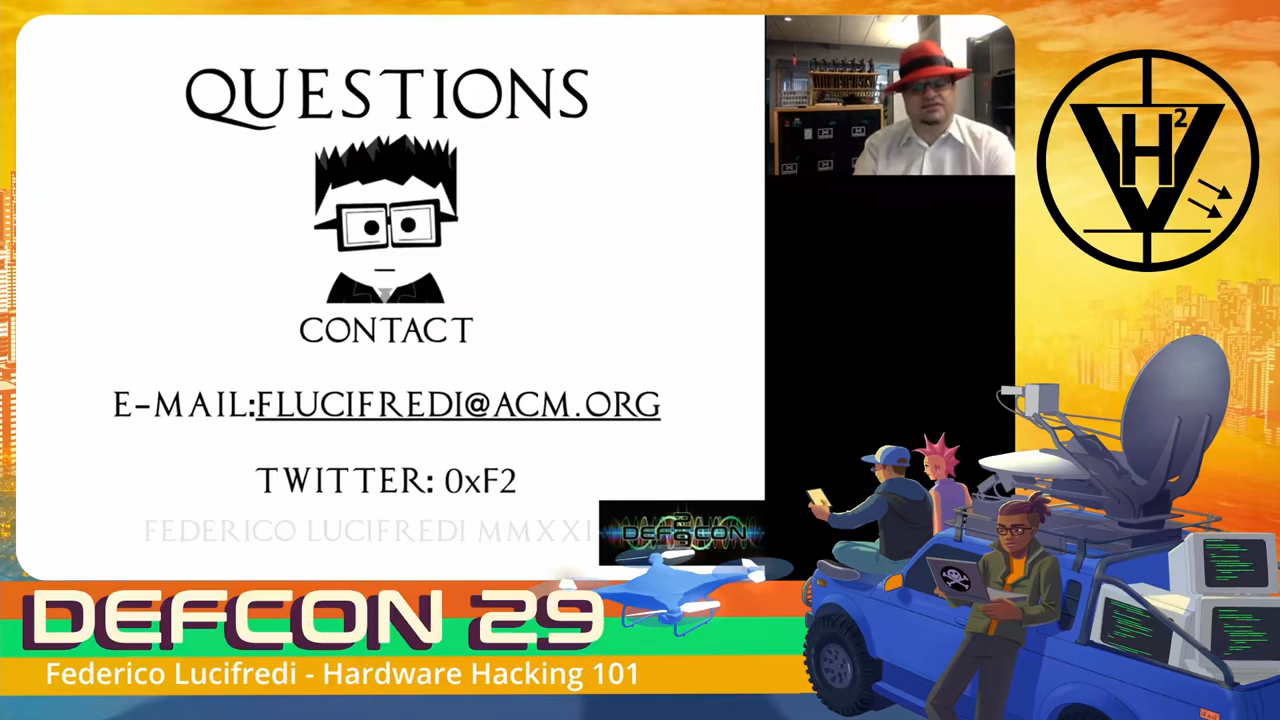 QUESTIONS
CONTACT
E-MAIL:FLUCIFREDI@ACM.ORG
TWITTER: 0xF2
FEDERICO LUCIFREDI MMXXI
DEFCON
H2
DEFCON 29
Federico Lucifredi - Hardware Hacking 101